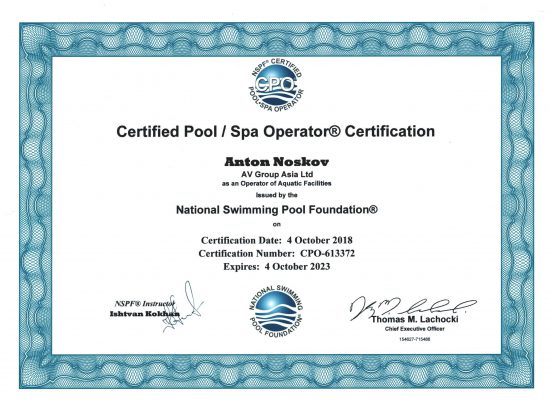 NSPF® CERTIFIED
CPO®
POOL-SPA OPERATOR
Certified Pool / Spa Operator® Certification
Anton Noskov
AV Group Asia Ltd
as an Operator of Aquatic Facilities
Issued by the
National Swimming Pool Foundation®
on
Certification Date: 4 October 2018
Certification Number: CPO-613372
Expires: 4 October 2023
NATIONAL SWIMMING
POOL FOUNDATION®
NSPF® Instructor
Ishtvan Kokhan
Thomas M. Lachocki
Chief Executive Officer
154627-715486